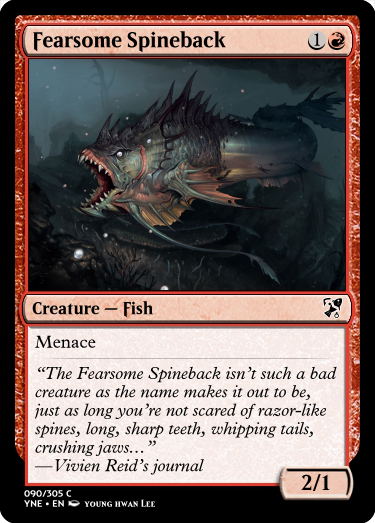 Fearsome Spineback 1
Creature — Fish
Menace
“The Fearsome Spineback isn’t such a bad
creature as the name makes it out to be,
just as long you’re not scared of razor-like
spines, long, sharp teeth, whipping tails,
crushing jaws…”
—Vivien Reid’s journal
2/1
090/305 C
YNE • EN Young Hwan Lee